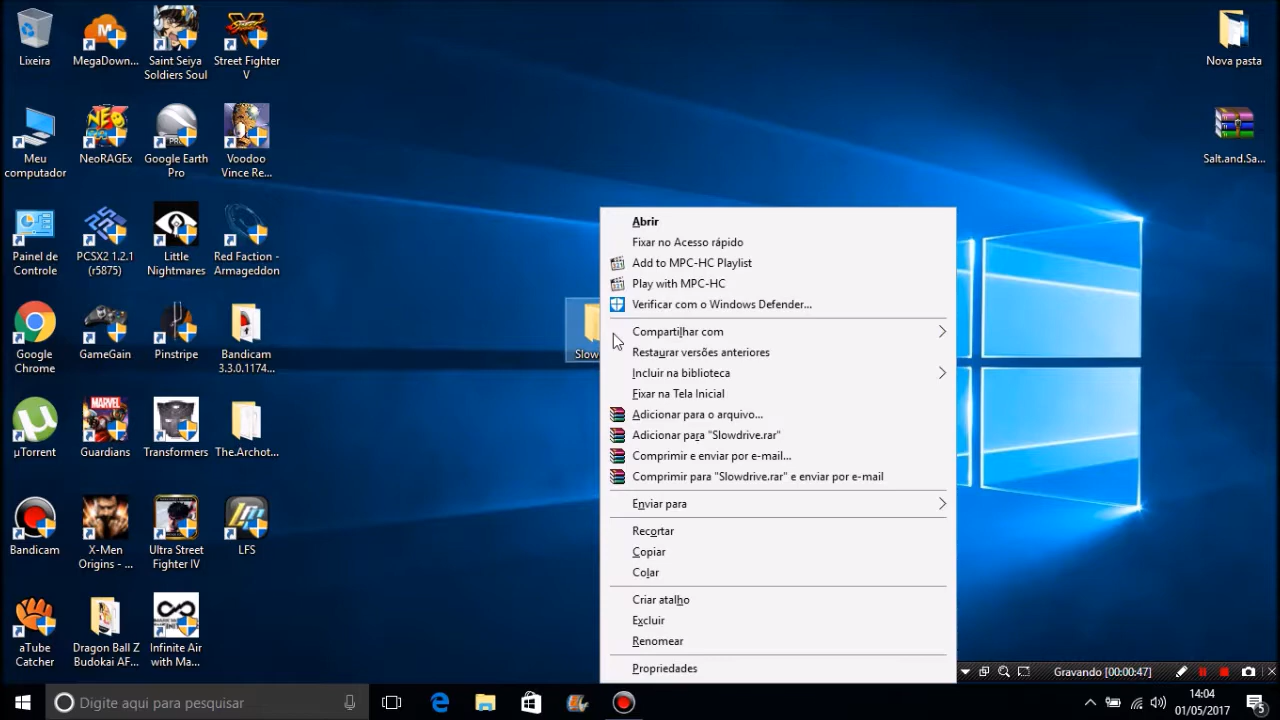 Lixeira
MegaDown...
Saint Seiya
Soldiers Soul
Street Fighter
V
Nova pasta
Meu
computador
NeoRAGEx
Google Earth
Pro
Voodoo
Vince Re...
Salt.and.Sa...
Painel de
Controle
PCSX2 1.2.1
(r5875)
Little
Nightmares
Red Faction -
Armageddon
Google
Chrome
GameGain
Pinstripe
Bandicam
3.3.0.1174...
Slow
µTorrent
Guardians
Transformers
The.Archot...
Bandicam
X-Men
Origins - ...
Ultra Street
Fighter IV
LFS
aTube
Catcher
Dragon Ball Z
Budokai AF...
Infinite Air
with Ma...
Abrir
Fixar no Acesso rápido
Add to MPC-HC Playlist
Play with MPC-HC
Verificar com o Windows Defender...
Compartilhar com
Restaurar versões anteriores
Incluir na biblioteca
Fixar na Tela Inicial
Adicionar para o arquivo...
Adicionar para "Slowdrive.rar"
Comprimir e enviar por e-mail...
Comprimir para "Slowdrive.rar" e enviar por e-mail
Enviar para
Recortar
Copiar
Colar
Criar atalho
Excluir
Renomear
Propriedades
Gravando [00:00:47]
Digite aqui para pesquisar
14:04
01/05/2017
5